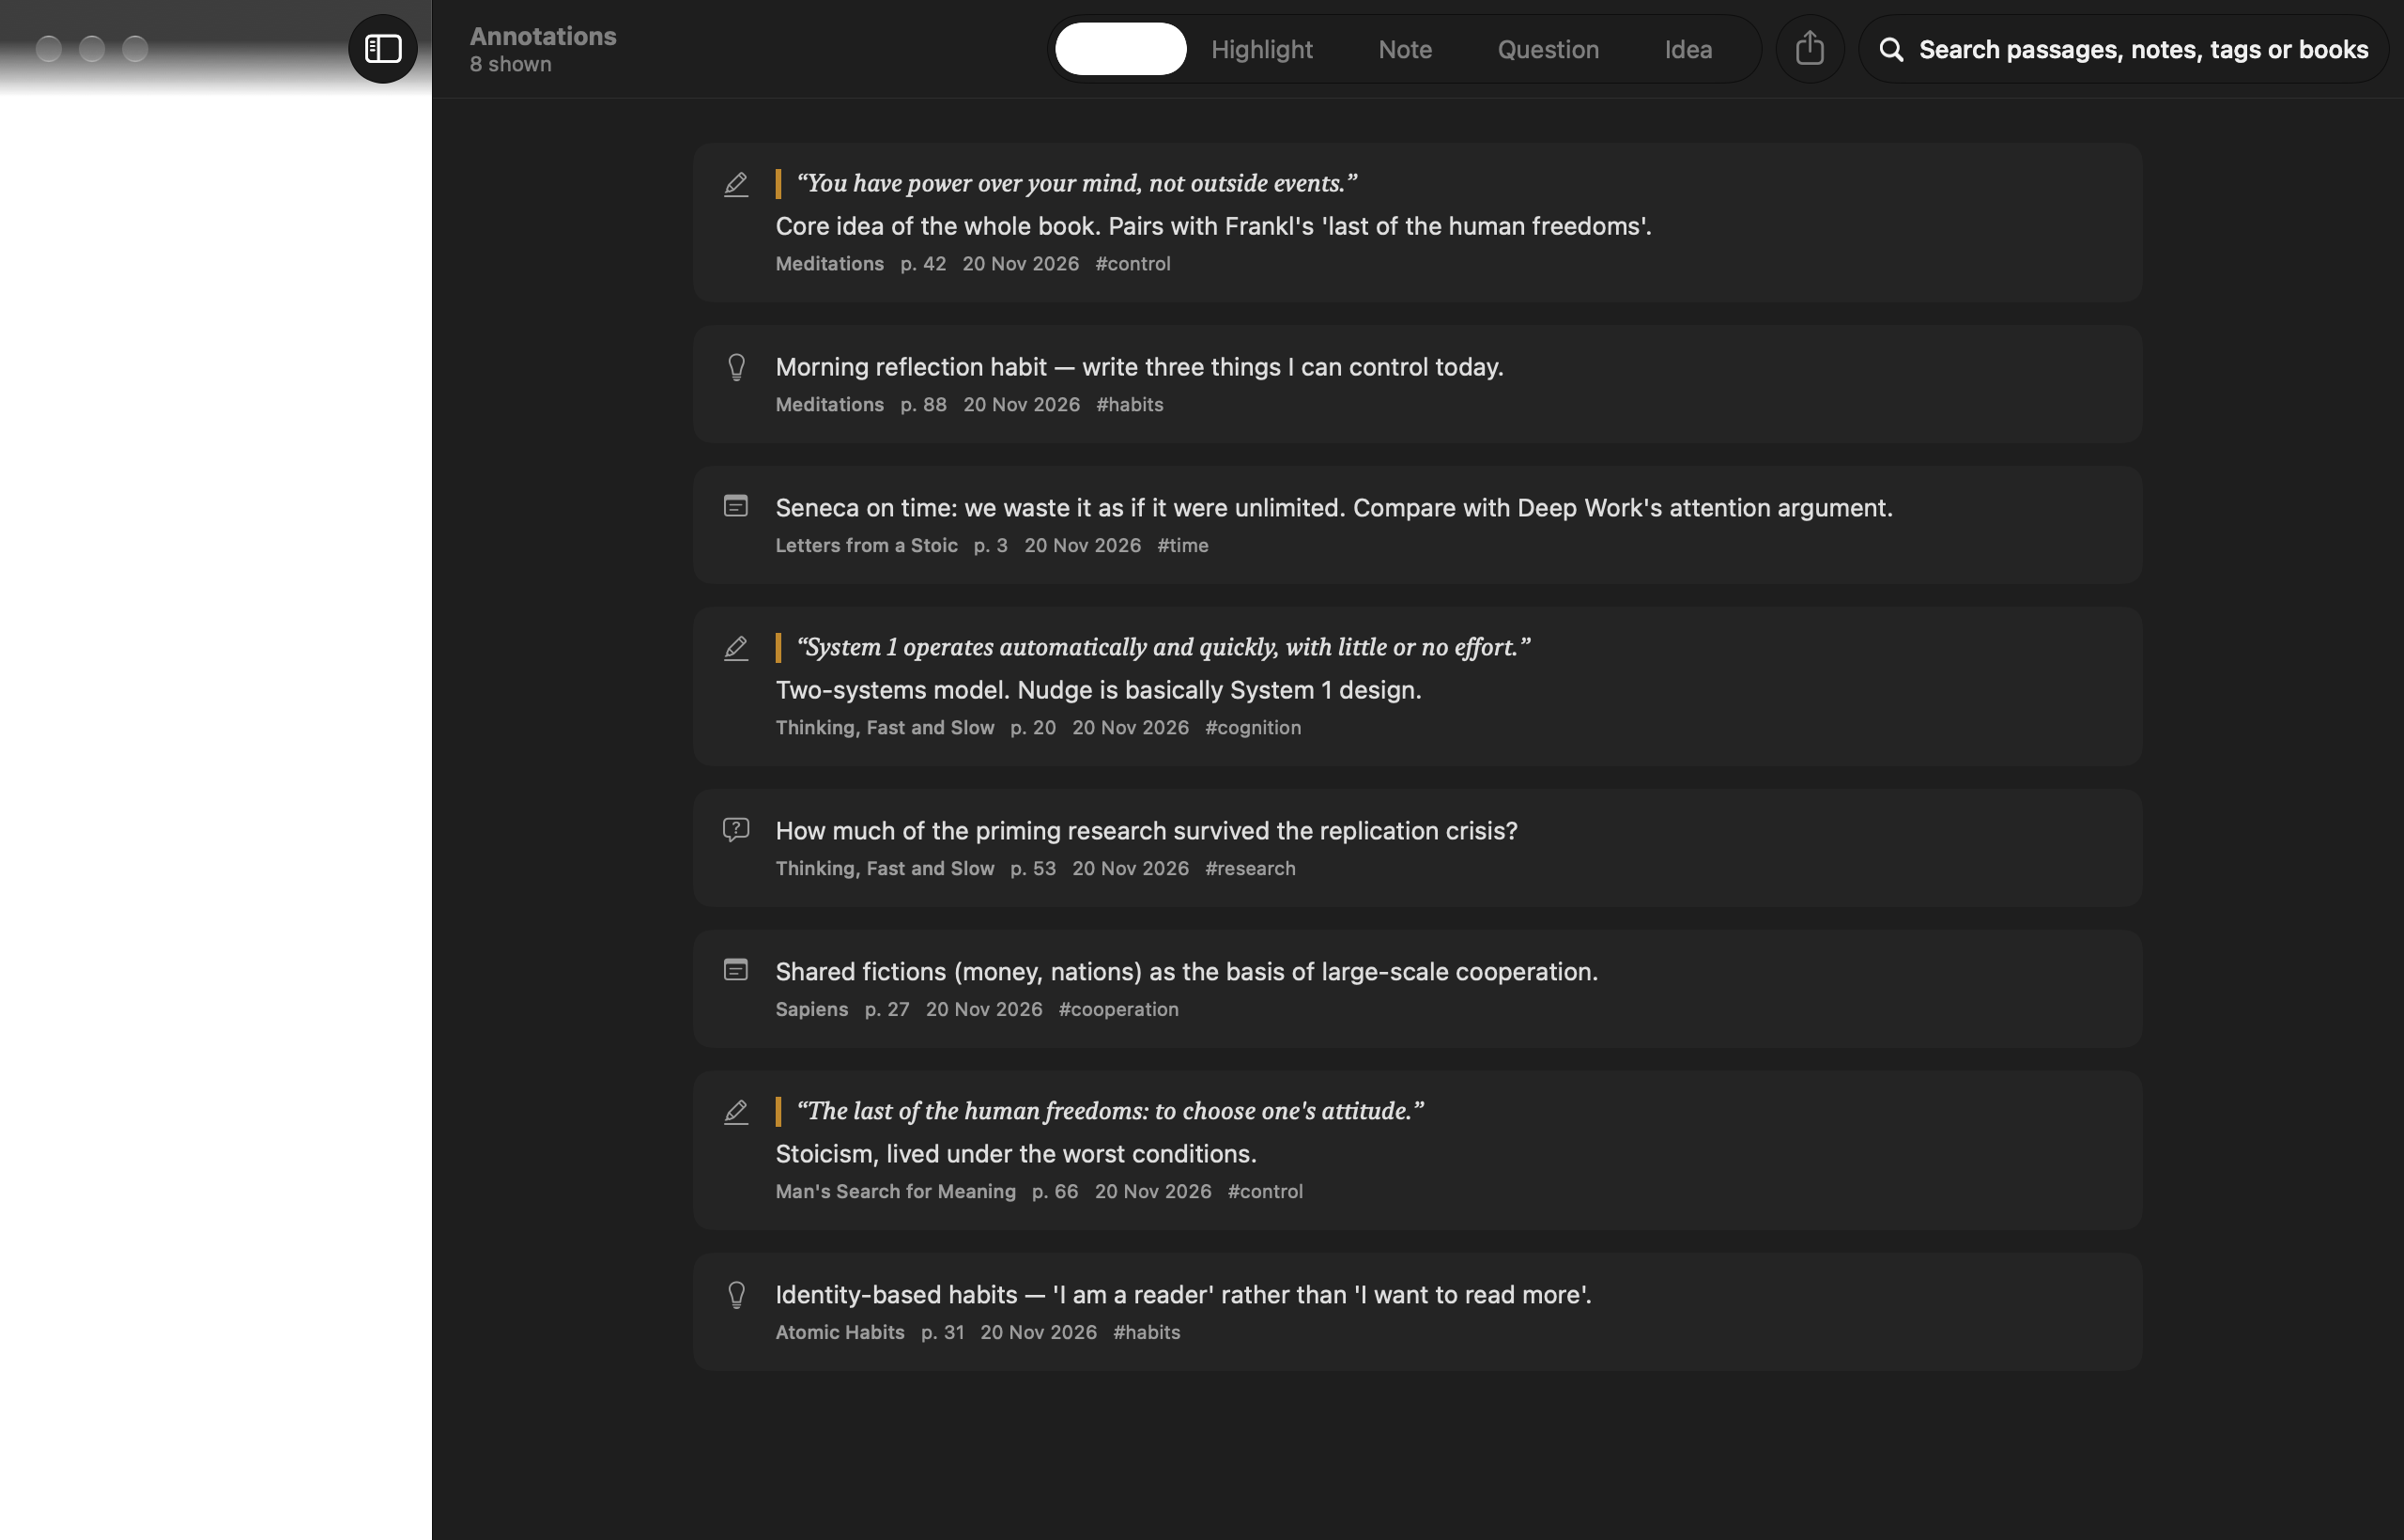 Annotations
8 shown
Highlight
Note
Question
Idea
Search passages, notes, tags or books
“You have power over your mind, not outside events.”
Core idea of the whole book. Pairs with Frankl's 'last of the human freedoms'.
Meditations p. 42 20 Nov 2026 #control
Morning reflection habit — write three things I can control today.
Meditations p. 88 20 Nov 2026 #habits
Seneca on time: we waste it as if it were unlimited. Compare with Deep Work's attention argument.
Letters from a Stoic p. 3 20 Nov 2026 #time
“System 1 operates automatically and quickly, with little or no effort.”
Two-systems model. Nudge is basically System 1 design.
Thinking, Fast and Slow p. 20 20 Nov 2026 #cognition
How much of the priming research survived the replication crisis?
Thinking, Fast and Slow p. 53 20 Nov 2026 #research
Shared fictions (money, nations) as the basis of large-scale cooperation.
Sapiens p. 27 20 Nov 2026 #cooperation
“The last of the human freedoms: to choose one's attitude.”
Stoicism, lived under the worst conditions.
Man's Search for Meaning p. 66 20 Nov 2026 #control
Identity-based habits — 'I am a reader' rather than 'I want to read more'.
Atomic Habits p. 31 20 Nov 2026 #habits